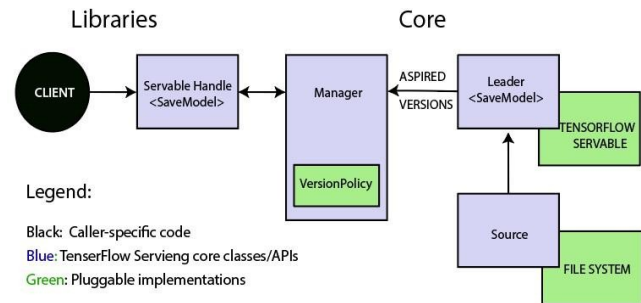 Libraries
Core
CLIENT
Servable Handle
<SaveModel>
Manager
VersionPolicy
ASPIRED
VERSIONS
Leader
<SaveModel>
TENSORFLOW
SERVABLE
Source
FILE SYSTEM
Legend:
Black: Caller-specific code
Blue: TenserFlow Servieng core classes/APIs
Green: Pluggable implementations